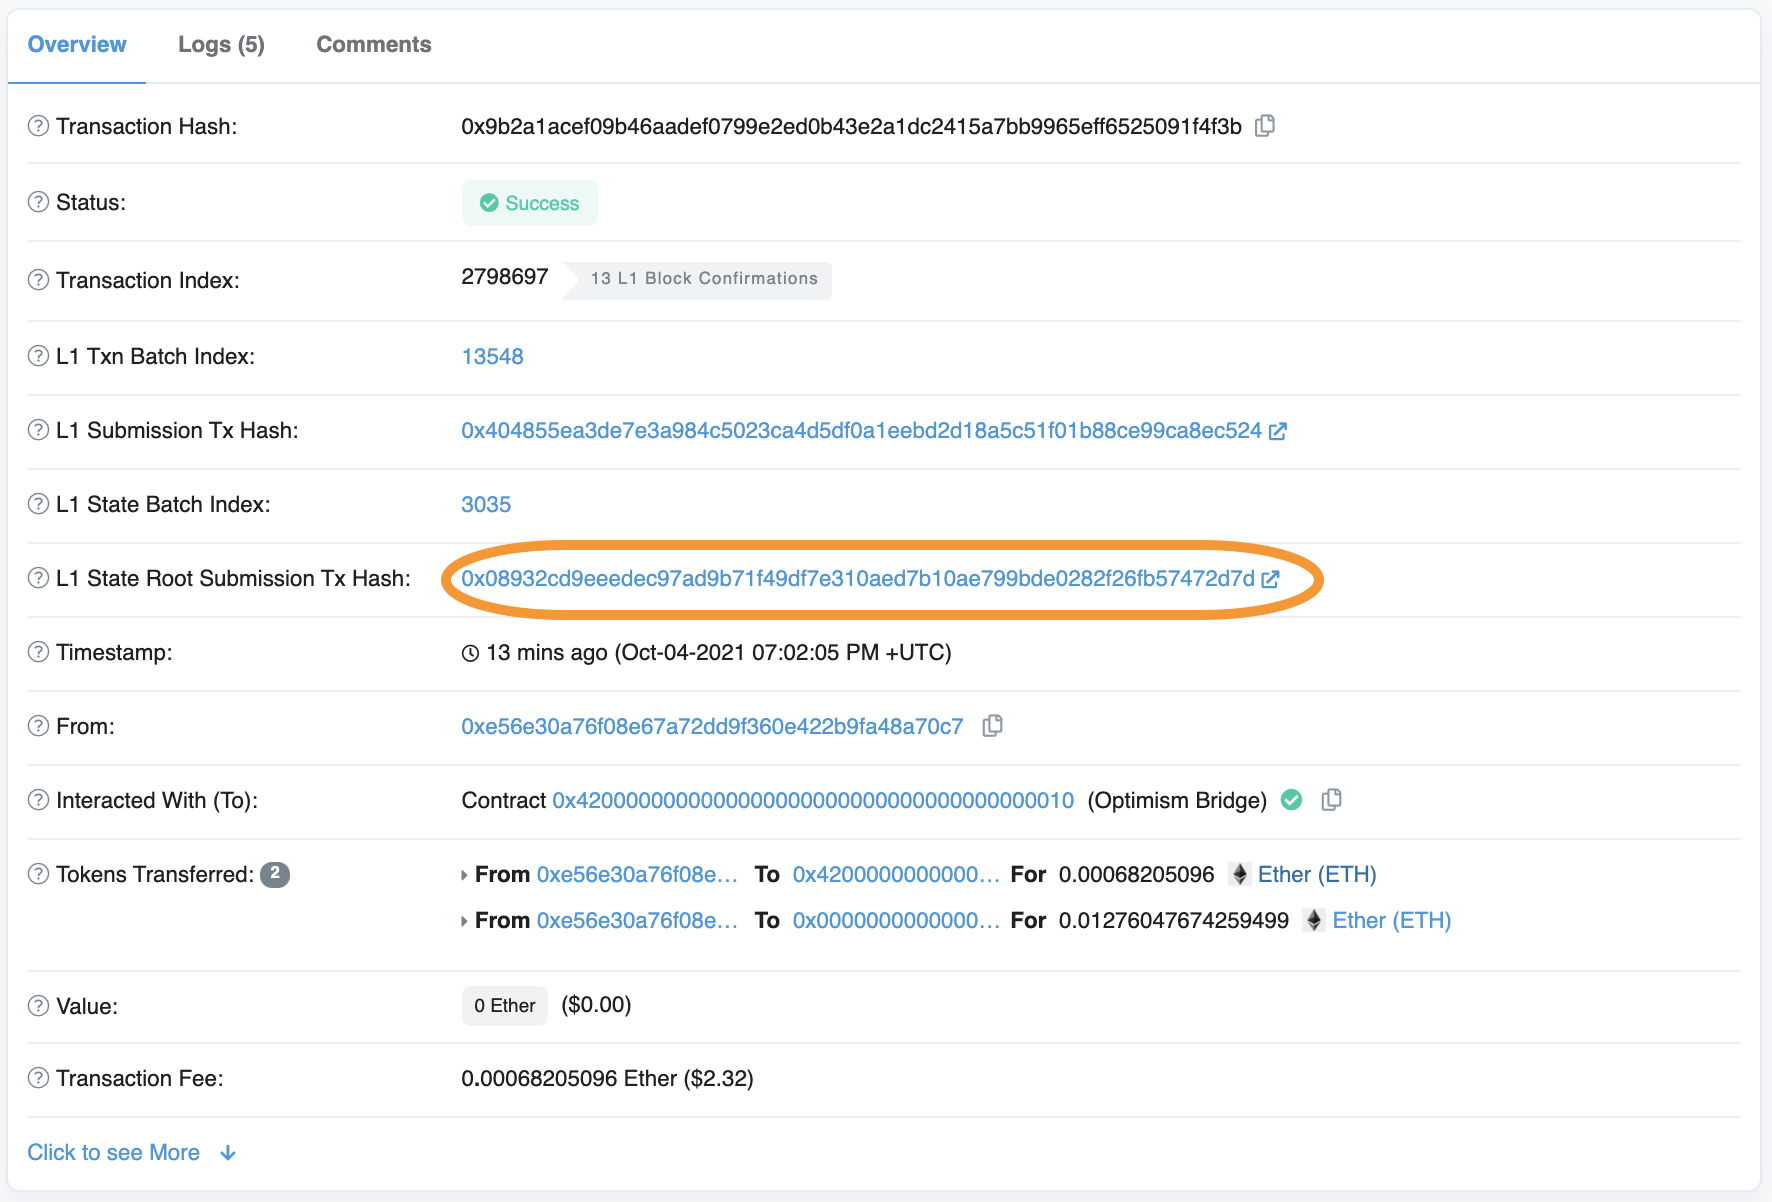 Overview Logs (5) Comments
Transaction Hash: 0x9b2a1acef09b46aadef0799e2ed0b43e2a1dc2415a7bb9965eff6525091f4f3b
Status: Success
Transaction Index: 2798697 13 L1 Block Confirmations
L1 Txn Batch Index: 13548
L1 Submission Tx Hash: 0x404855ea3de7e3a984c5023ca4d5df0a1eebd2d18a5c51f01b88ce99ca8ec524
L1 State Batch Index: 3035
L1 State Root Submission Tx Hash: 0x08932cd9eeedec97ad9b71f49df7e310aed7b10ae799bde0282f26fb57472d7d
Timestamp: 13 mins ago (Oct-04-2021 07:02:05 PM +UTC)
From: 0xe56e30a76f08e67a72dd9f360e422b9fa48a70c7
Interacted With (To): Contract 0x4200000000000000000000000000000000000010 (Optimism Bridge)
Tokens Transferred: 2 From 0xe56e30a76f08e... To 0x4200000000000... For 0.00068205096 Ether (ETH)
From 0xe56e30a76f08e... To 0x0000000000000... For 0.01276047674259499 Ether (ETH)
Value: 0 Ether ($0.00)
Transaction Fee: 0.00068205096 Ether ($2.32)
Click to see More